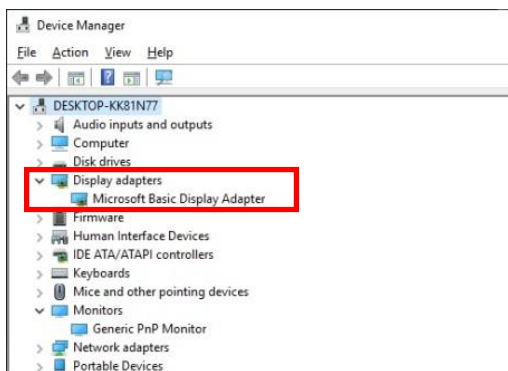 Device Manager
File Action View Help
DESKTOP-KK81N77
Audio inputs and outputs
Computer
Disk drives
Display adapters
Microsoft Basic Display Adapter
Firmware
Human Interface Devices
IDE ATA/ATAPI controllers
Keyboards
Mice and other pointing devices
Monitors
Generic PnP Monitor
Network adapters
Portable Devices